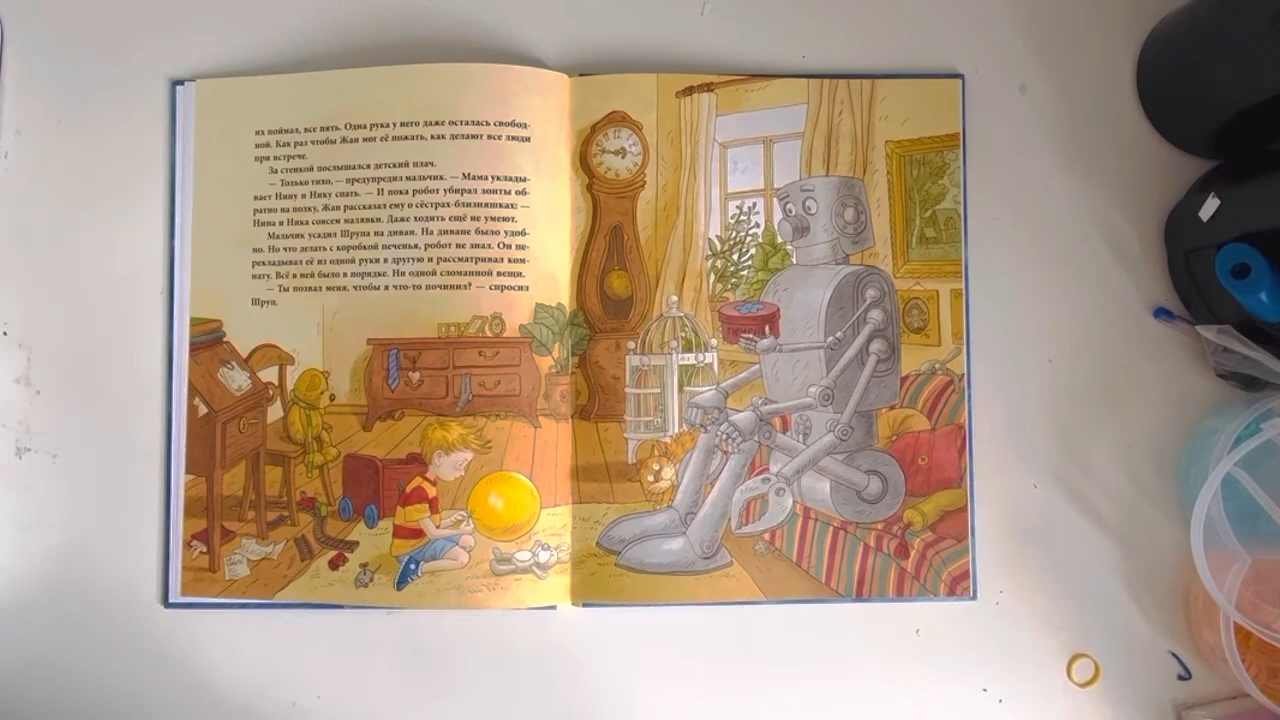 их поймал, все пять. Одна рука у него даже осталась свобод-
ной. Как раз чтобы Жан мог её пожать, как делают все люди
при встрече.
За стенкой послышался детский плач.
— Только тихо, — предупредил мальчик. — Мама уклады-
вает Нину и Нику спать. — И пока робот убирал зонты об-
ратно на полку, Жан рассказал ему о сёстрах-близняшках: —
Нина и Ника совсем малявки. Даже ходить ещё не умеют.
Мальчик усадил Шрупа на диван. На диване было удоб-
но. Но что делать с коробкой печенья, робот не знал. Он пе-
рекладывал её из одной руки в другую и рассматривал ком-
нату. Всё в ней было в порядке. Ни одной сломанной вещи.
— Ты позвал меня, чтобы я что-то починил? — спросил
Шруп.